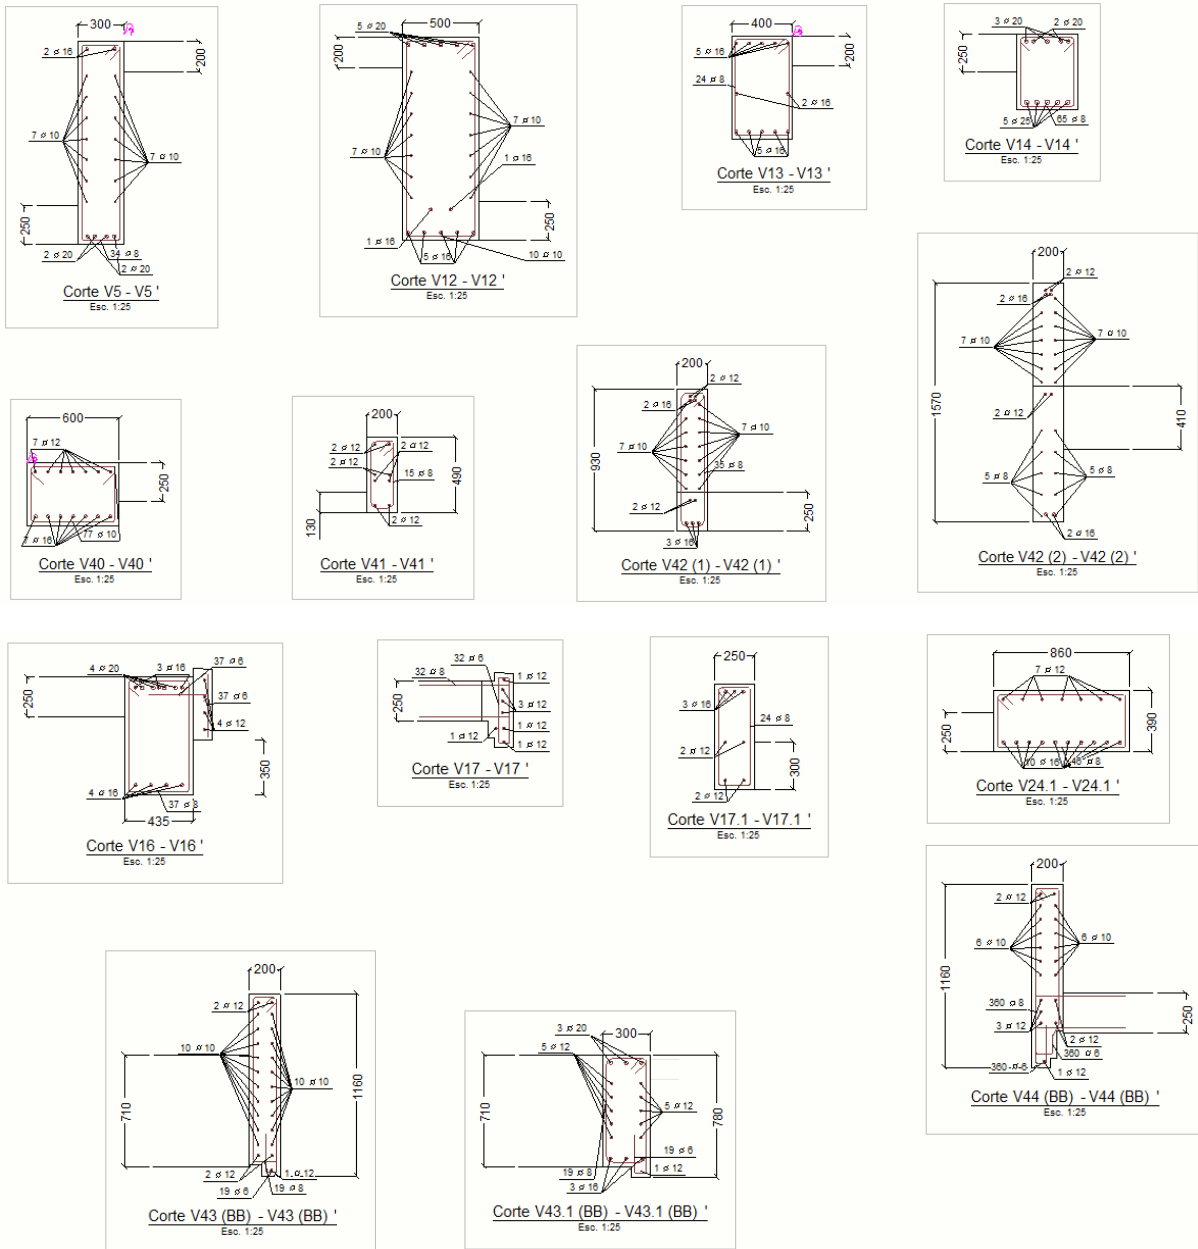 300
2 ø 16
200
7 ø 10
7 ø 10
250
2 ø 20
34 ø 8
2 ø 20
Corte V5 - V5 '
Esc. 1:25
5 ø 20
500
200
7 ø 10
7 ø 10
1 ø 16
250
1 ø 16
5 ø 16
10 ø 10
Corte V12 - V12 '
Esc. 1:25
400
5 ø 16
200
24 ø 8
2 ø 16
5 ø 16
Corte V13 - V13 '
Esc. 1:25
3 ø 20
2 ø 20
250
5 ø 25
65 ø 8
Corte V14 - V14 '
Esc. 1:25
600
7 ø 12
250
7 ø 16
77 ø 10
Corte V40 - V40 '
Esc. 1:25
200
2 ø 12
2 ø 12
2 ø 12
15 ø 8
490
130
2 ø 12
Corte V41 - V41 '
Esc. 1:25
200
2 ø 12
2 ø 16
7 ø 10
7 ø 10
930
35 ø 8
2 ø 12
250
3 ø 16
Corte V42 (1) - V42 (1) '
Esc. 1:25
200
2 ø 12
2 ø 16
7 ø 10
7 ø 10
1570
2 ø 12
410
5 ø 8
5 ø 8
2 ø 16
Corte V42 (2) - V42 (2) '
Esc. 1:25
4 ø 20
3 ø 16
37 ø 6
250
37 ø 6
4 ø 12
350
4 ø 16
37 ø 8
435
Corte V16 - V16 '
Esc. 1:25
32 ø 6
32 ø 8
1 ø 12
250
3 ø 12
1 ø 12
1 ø 12
1 ø 12
Corte V17 - V17 '
Esc. 1:25
250
3 ø 16
24 ø 8
2 ø 12
300
2 ø 12
Corte V17.1 - V17.1 '
Esc. 1:25
860
7 ø 12
250
390
10 ø 16
46 ø 8
Corte V24.1 - V24.1 '
Esc. 1:25
200
2 ø 12
10 ø 10
10 ø 10
710
1160
2 ø 12
1 ø 12
19 ø 6
19 ø 8
Corte V43 (BB) - V43 (BB) '
Esc. 1:25
3 ø 20
300
5 ø 12
5 ø 12
710
780
19 ø 6
19 ø 8
1 ø 12
3 ø 16
Corte V43.1 (BB) - V43.1 (BB) '
Esc. 1:25
200
2 ø 12
6 ø 10
6 ø 10
1160
360 ø 8
250
3 ø 12
2 ø 12
360 ø 6
360 ø 6
1 ø 12
Corte V44 (BB) - V44 (BB) '
Esc. 1:25